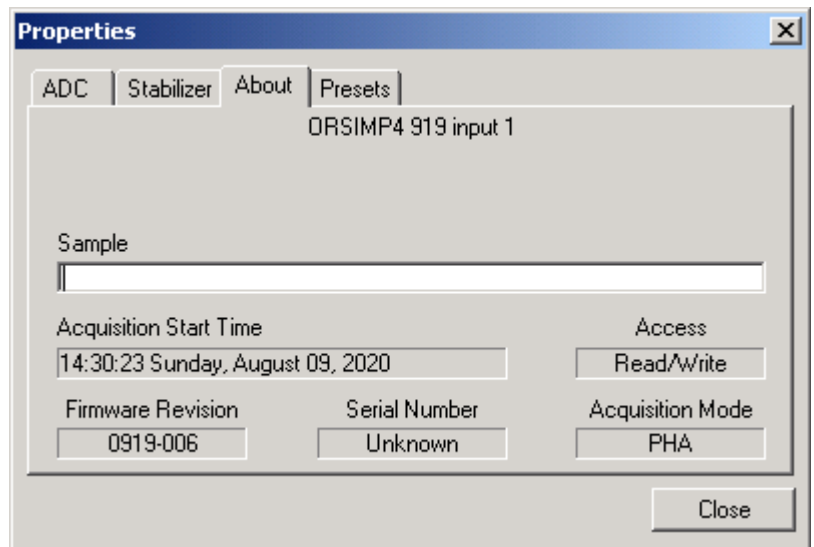 Properties
ADC Stabilizer About Presets
ORSIMP4 919 input 1
Sample
Acquisition Start Time Access
14:30:23 Sunday, August 09, 2020 Read/Write
Firmware Revision Serial Number Acquisition Mode
0919-006 Unknown PHA
Close